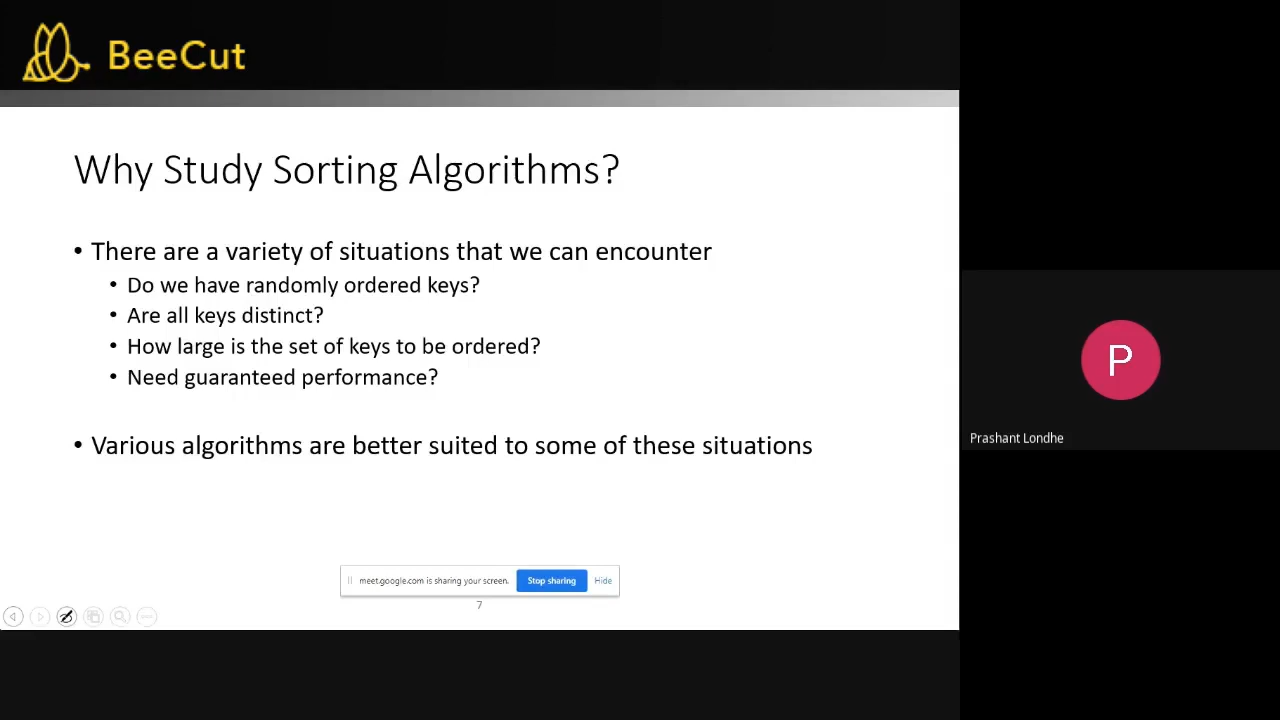 BeeCut
Why Study Sorting Algorithms?
• There are a variety of situations that we can encounter
• Do we have randomly ordered keys?
• Are all keys distinct?
• How large is the set of keys to be ordered?
• Need guaranteed performance?
• Various algorithms are better suited to some of these situations
meet.google.com is sharing your screen. Stop sharing Hide
7
P
Prashant Londhe